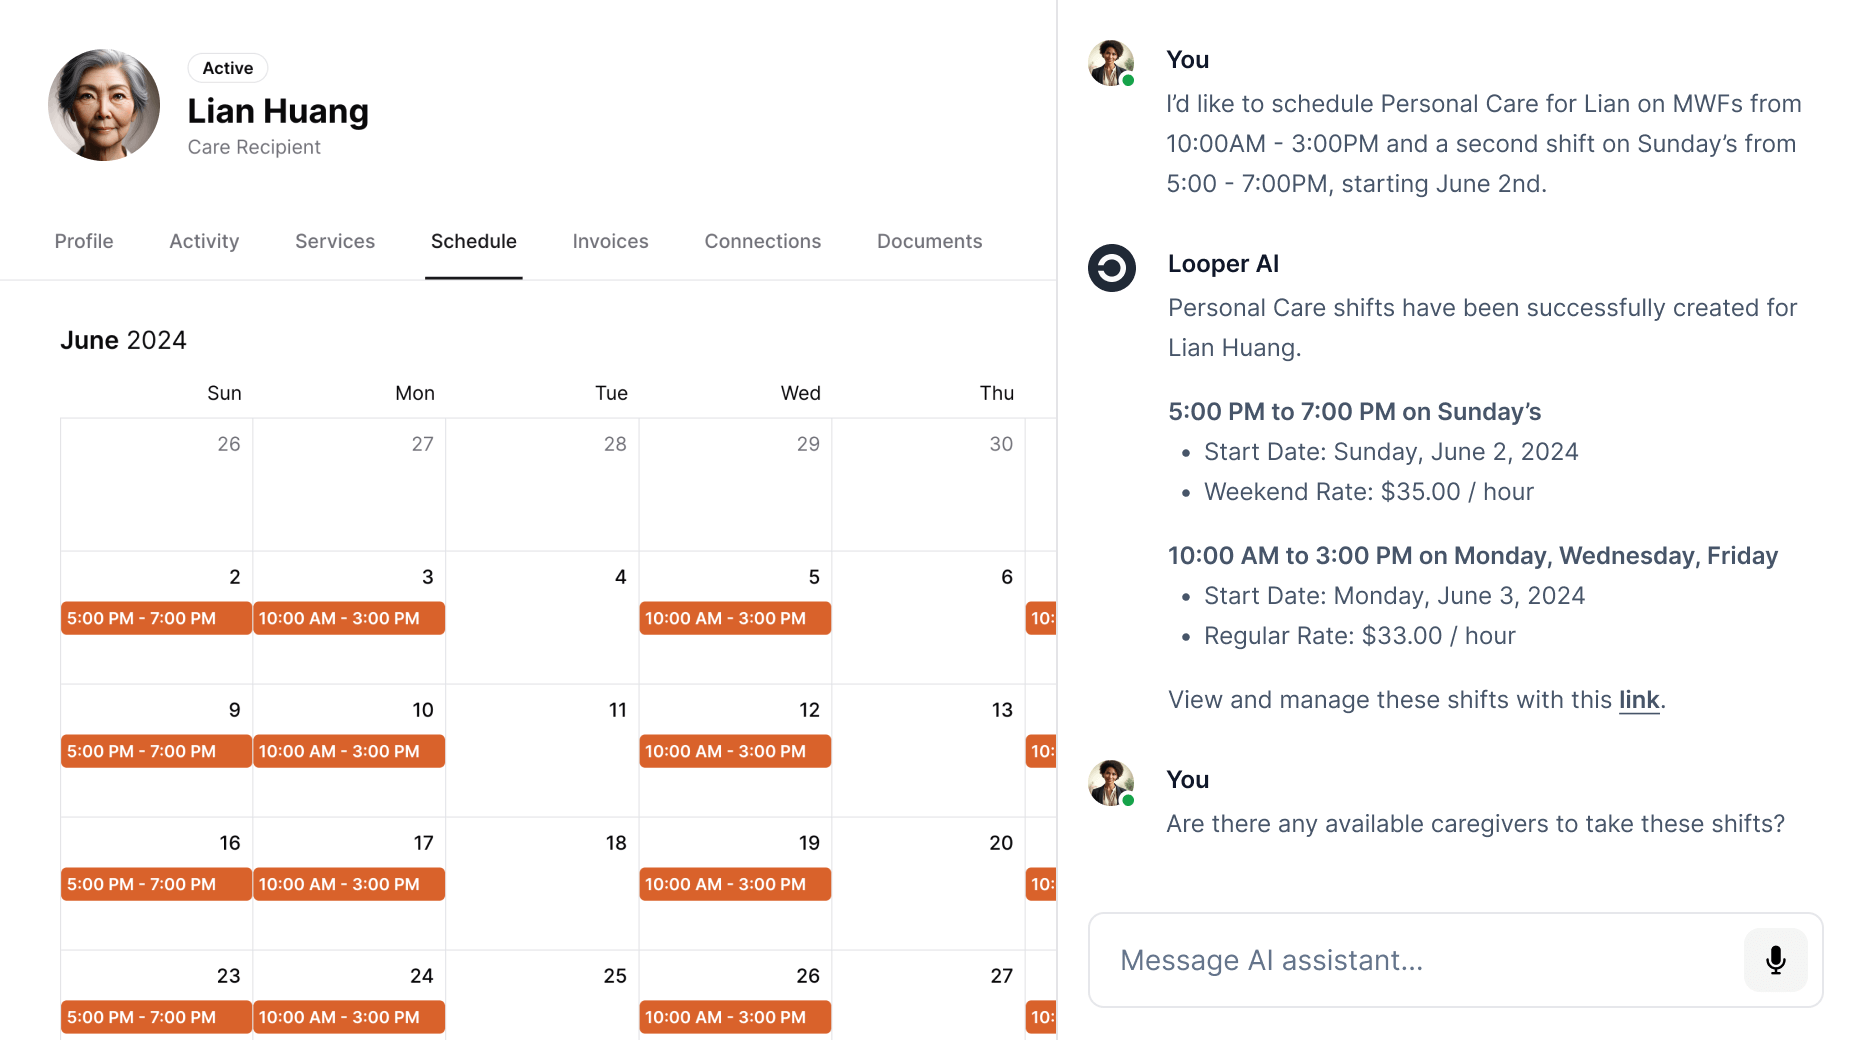 Active
Lian Huang
Care Recipient
Profile Activity Services Schedule Invoices Connections Documents
June 2024
Sun Mon Tue Wed Thu
26 27 28 29 30
2 3 4 5 6
5:00 PM - 7:00 PM 10:00 AM - 3:00 PM 10:00 AM - 3:00 PM 10:
9 10 11 12 13
5:00 PM - 7:00 PM 10:00 AM - 3:00 PM 10:00 AM - 3:00 PM 10:
16 17 18 19 20
5:00 PM - 7:00 PM 10:00 AM - 3:00 PM 10:00 AM - 3:00 PM 10:
23 24 25 26 27
5:00 PM - 7:00 PM 10:00 AM - 3:00 PM 10:00 AM - 3:00 PM 10:
You
I’d like to schedule Personal Care for Lian on MWFs from
10:00AM - 3:00PM and a second shift on Sunday’s from
5:00 - 7:00PM, starting June 2nd.
Looper AI
Personal Care shifts have been successfully created for
Lian Huang.
5:00 PM to 7:00 PM on Sunday’s
• Start Date: Sunday, June 2, 2024
• Weekend Rate: $35.00 / hour
10:00 AM to 3:00 PM on Monday, Wednesday, Friday
• Start Date: Monday, June 3, 2024
• Regular Rate: $33.00 / hour
View and manage these shifts with this link.
You
Are there any available caregivers to take these shifts?
Message AI assistant...